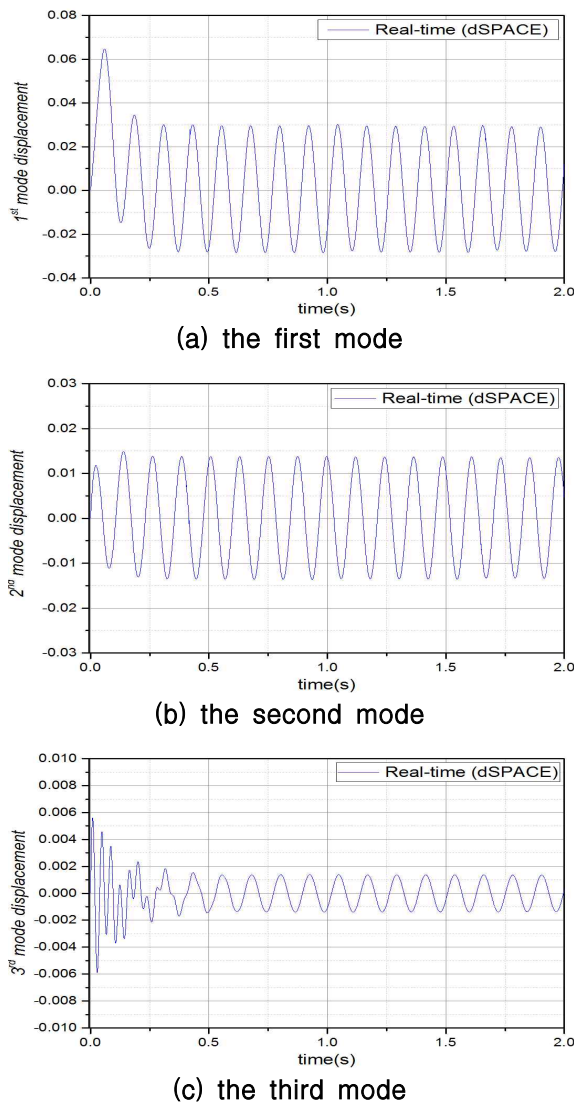 0.08
0.06
0.04
0.02
0.00
-0.02
-0.04
1st mode displacement
Real-time (dSPACE)
0.0 0.5 1.0 1.5 2.0
time(s)
(a) the first mode
0.03
0.02
0.01
0.00
-0.01
-0.02
-0.03
2nd mode displacement
Real-time (dSPACE)
0.0 0.5 1.0 1.5 2.0
time(s)
(b) the second mode
0.010
0.008
0.006
0.004
0.002
0.000
-0.002
-0.004
-0.006
-0.008
-0.010
3rd mode displacement
Real-time (dSPACE)
0.0 0.5 1.0 1.5 2.0
time(s)
(c) the third mode